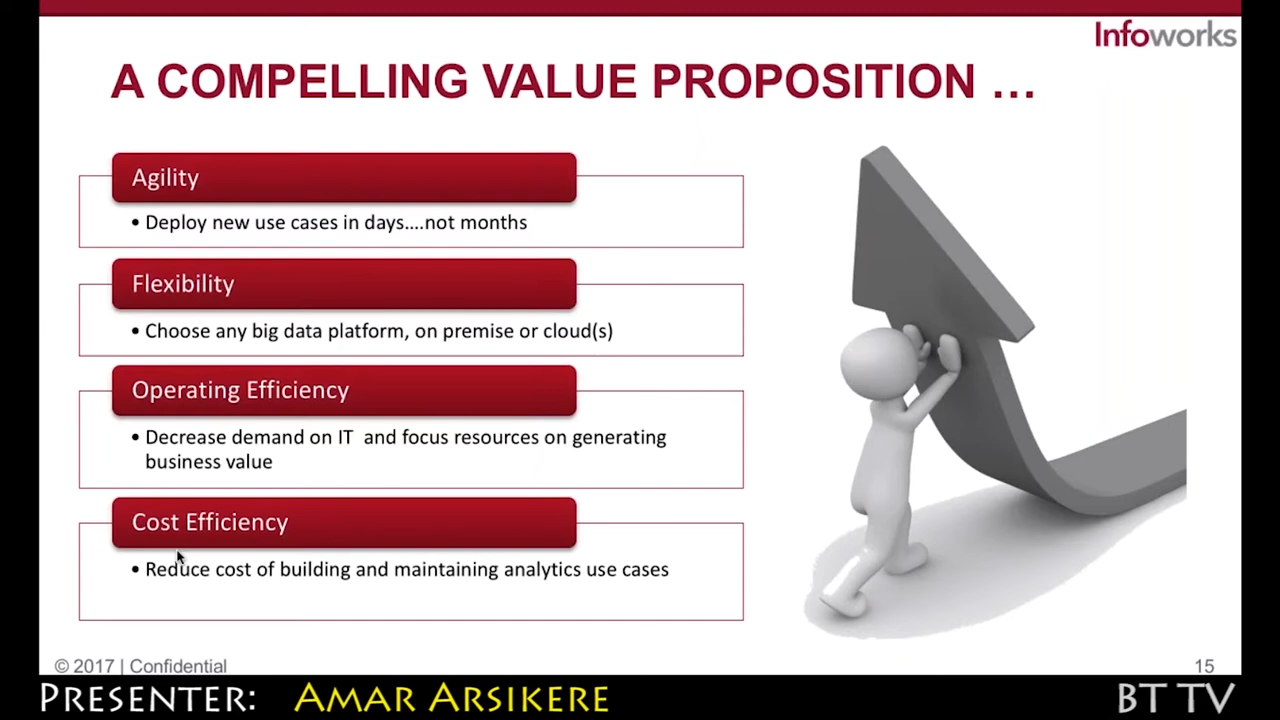 Infoworks
A COMPELLING VALUE PROPOSITION ...
Agility
• Deploy new use cases in days....not months
Flexibility
• Choose any big data platform, on premise or cloud(s)
Operating Efficiency
• Decrease demand on IT and focus resources on generating
business value
Cost Efficiency
• Reduce cost of building and maintaining analytics use cases
© 2017 | Confidential
15
PRESENTER: AMAR ARSIKERE
BT TV